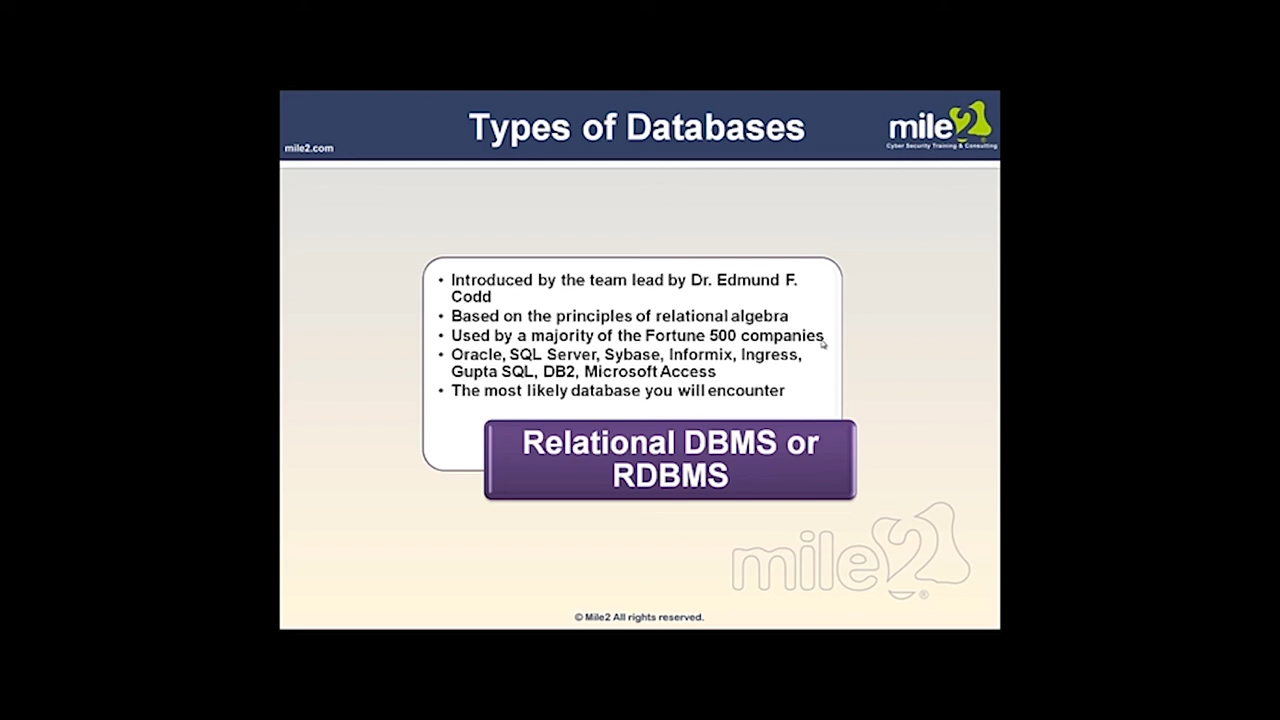 Types of Databases
mile2
Cyber Security Training & Consulting
mile2.com
• Introduced by the team lead by Dr. Edmund F.
Codd
• Based on the principles of relational algebra
• Used by a majority of the Fortune 500 companies
• Oracle, SQL Server, Sybase, Informix, Ingress,
Gupta SQL, DB2, Microsoft Access
• The most likely database you will encounter
Relational DBMS or
RDBMS
mile2®
© Mile2 All rights reserved.